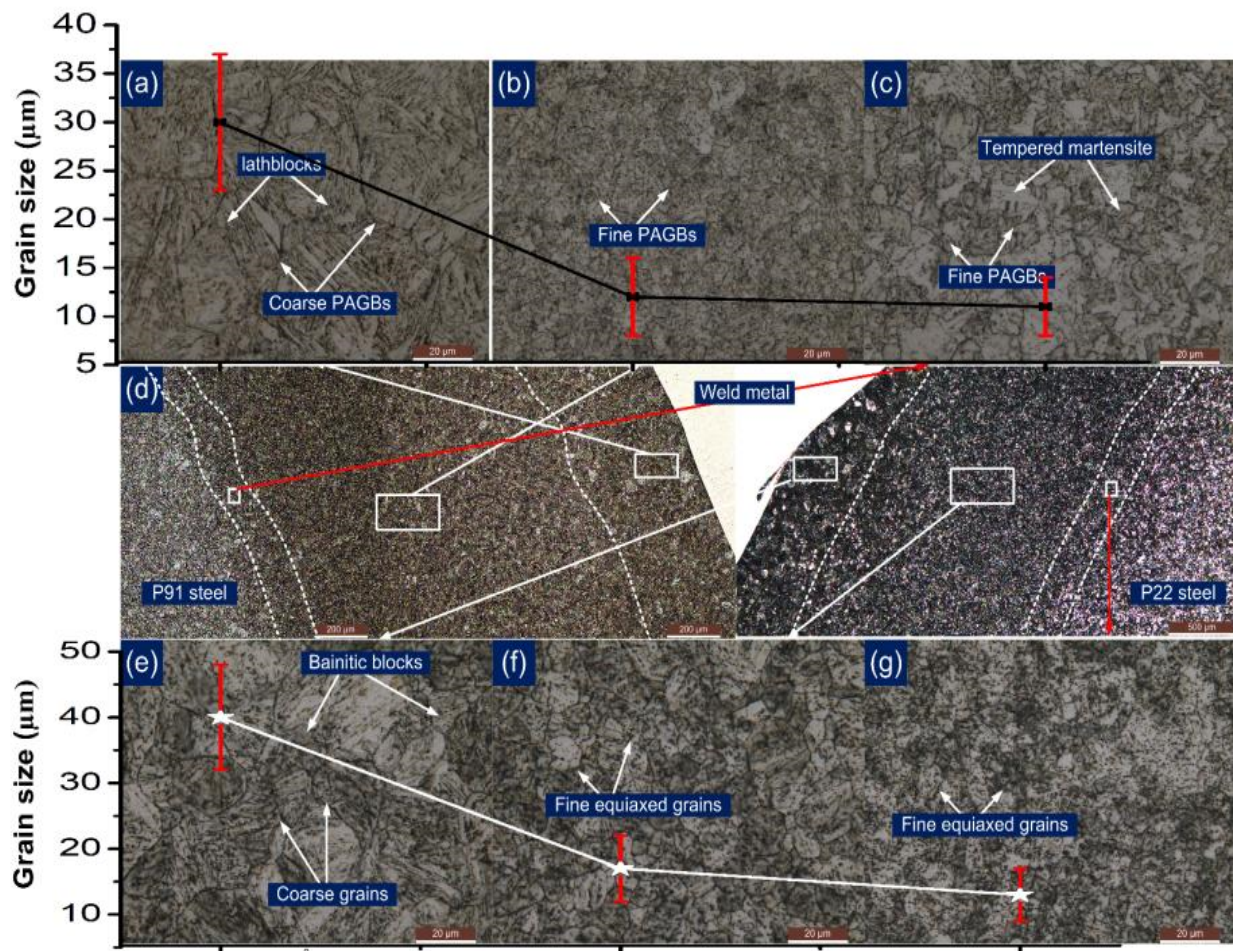 40
35
30
25
20
15
10
5
Grain size (μm)
(a)
lathblocks
Coarse PAGBs
20 μm
(b)
Fine PAGBs
20 μm
(c)
Tempered martensite
Fine PAGBs
20 μm
(d)
Weld metal
P91 steel
200 μm
200 μm
P22 steel
500 μm
50
40
30
20
10
Grain size (μm)
(e)
Bainitic blocks
Coarse grains
20 μm
(f)
Fine equiaxed grains
20 μm
(g)
Fine equiaxed grains
20 μm